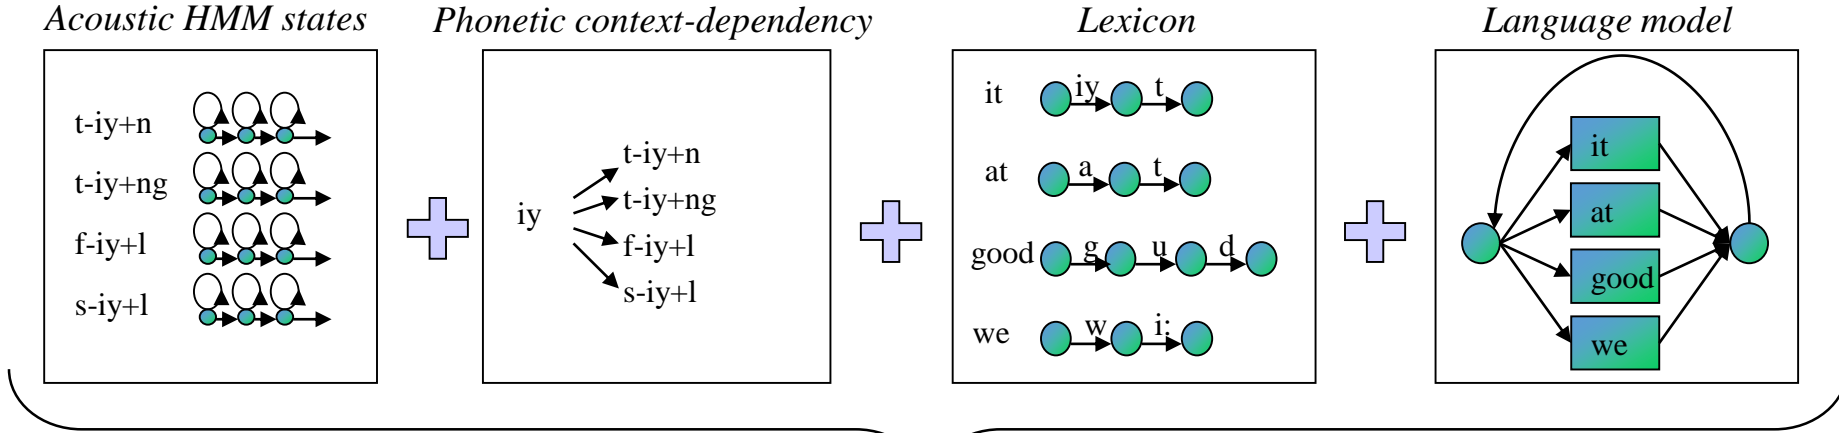 Acoustic HMM states
t-iy+n
t-iy+ng
f-iy+l
s-iy+l
Phonetic context-dependency
iy
t-iy+n
t-iy+ng
f-iy+l
s-iy+l
Lexicon
it iy t
at a t
good g u d
we w i:
Language model
it
at
good
we